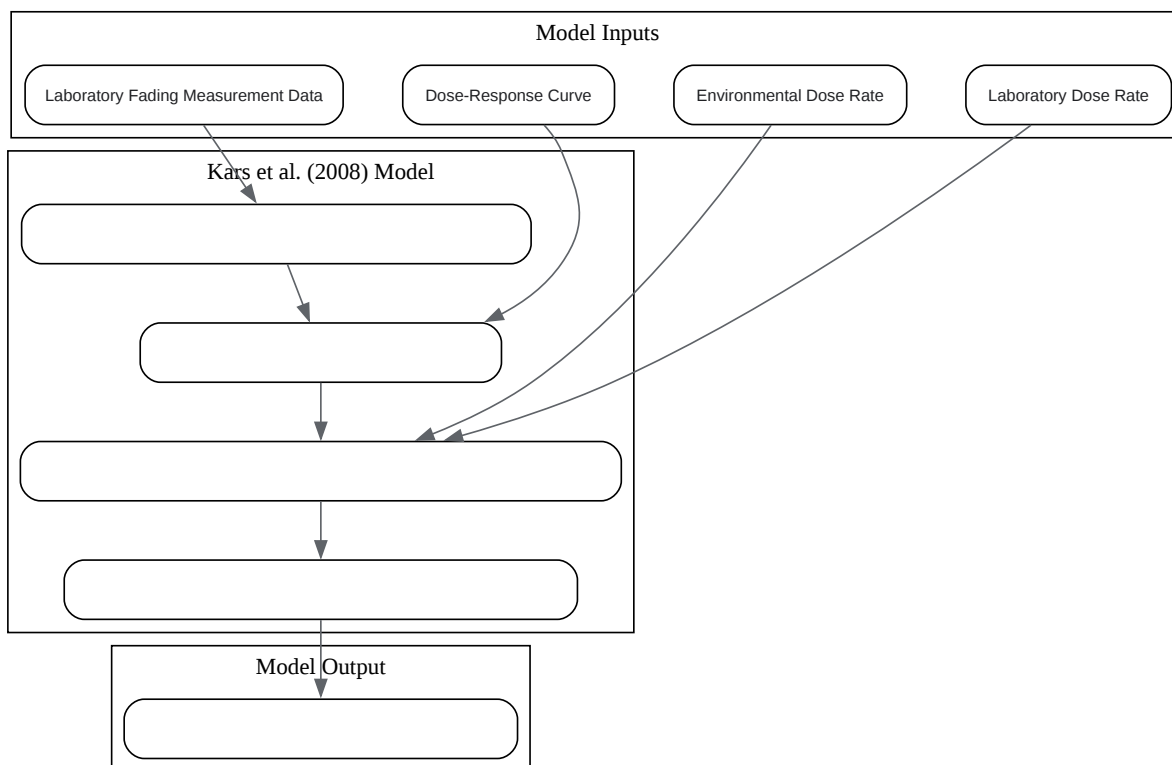 Model Inputs
Laboratory Fading Measurement Data
Dose-Response Curve
Environmental Dose Rate
Laboratory Dose Rate
Kars et al. (2008) Model
Model Output